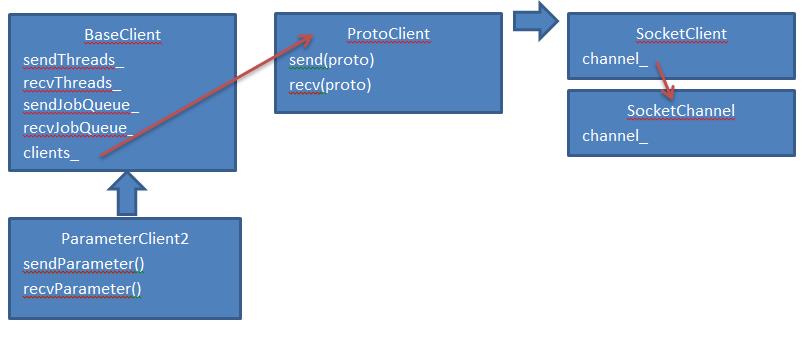 BaseClient
sendThreads_
recvThreads_
sendJobQueue_
recvJobQueue_
clients_
ProtoClient
send(proto)
recv(proto)
SocketClient
channel_
SocketChannel
channel_
ParameterClient2
sendParameter()
recvParameter()